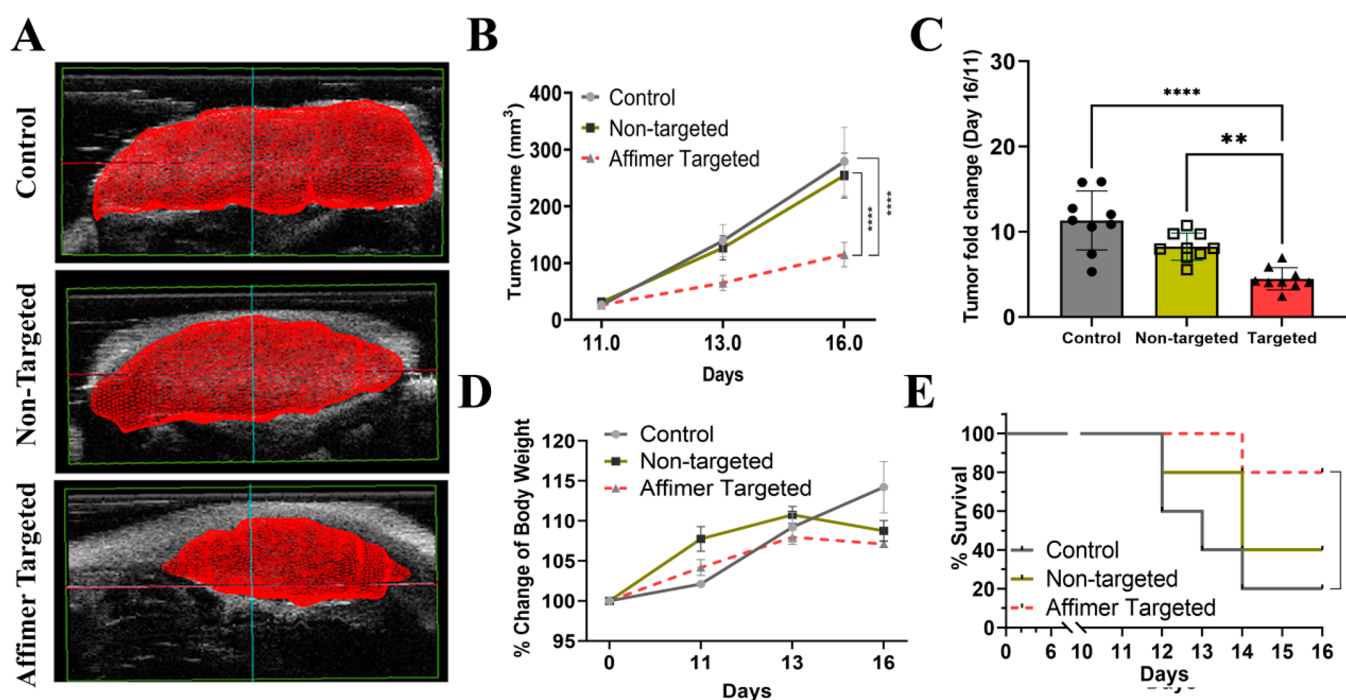 A
Control
Non-Targeted
Affimer Targeted
B
Tumor Volume (mm³)
400
300
200
100
0
Control
Non-targeted
Affimer Targeted
****
****
11.0 13.0 16.0
Days
C
Tumor fold change (Day 16/11)
30
20
10
0
****
**
Control Non-targeted Targeted
D
% Change of Body Weight
120
115
110
105
100
95
Control
Non-targeted
Affimer Targeted
0 11 13 16
Days
E
% Survival
100
80
60
40
20
0
Control
Non-targeted
Affimer Targeted
0 6 10 11 12 13 14 15 16
Days